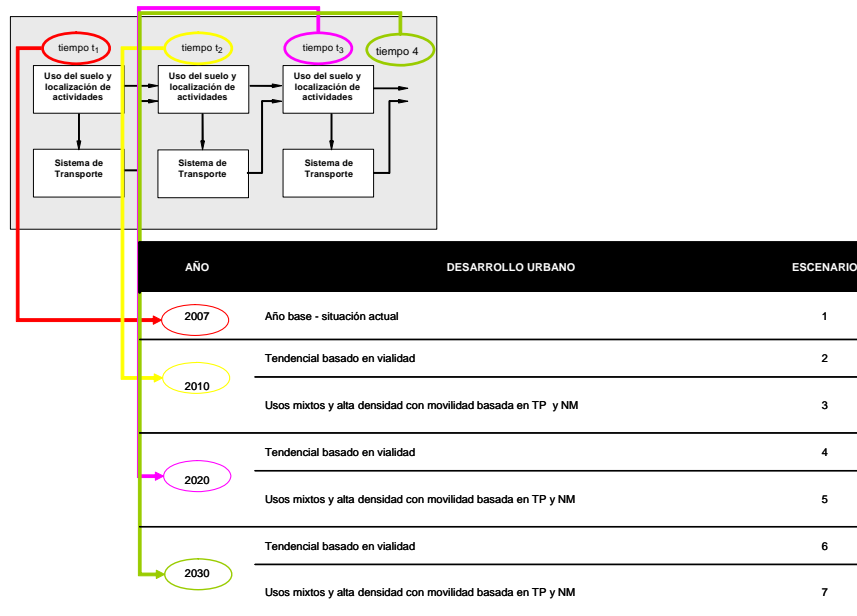 tiempo t1
tiempo t2
tiempo t3
tiempo 4
Uso del suelo y
localización de
actividades
Uso del suelo y
localización de
actividades
Uso del suelo y
localización de
actividades
Sistema de
Transporte
Sistema de
Transporte
Sistema de
Transporte
AÑO DESARROLLO URBANO ESCENARIO
2007 Año base - situación actual 1
2010
Tendencial basado en vialidad 2
Usos mixtos y alta densidad con movilidad basada en TP y NM 3
2020
Tendencial basado en vialidad 4
Usos mixtos y alta densidad con movilidad basada en TP y NM 5
2030
Tendencial basado en vialidad 6
Usos mixtos y alta densidad con movilidad basada en TP y NM 7